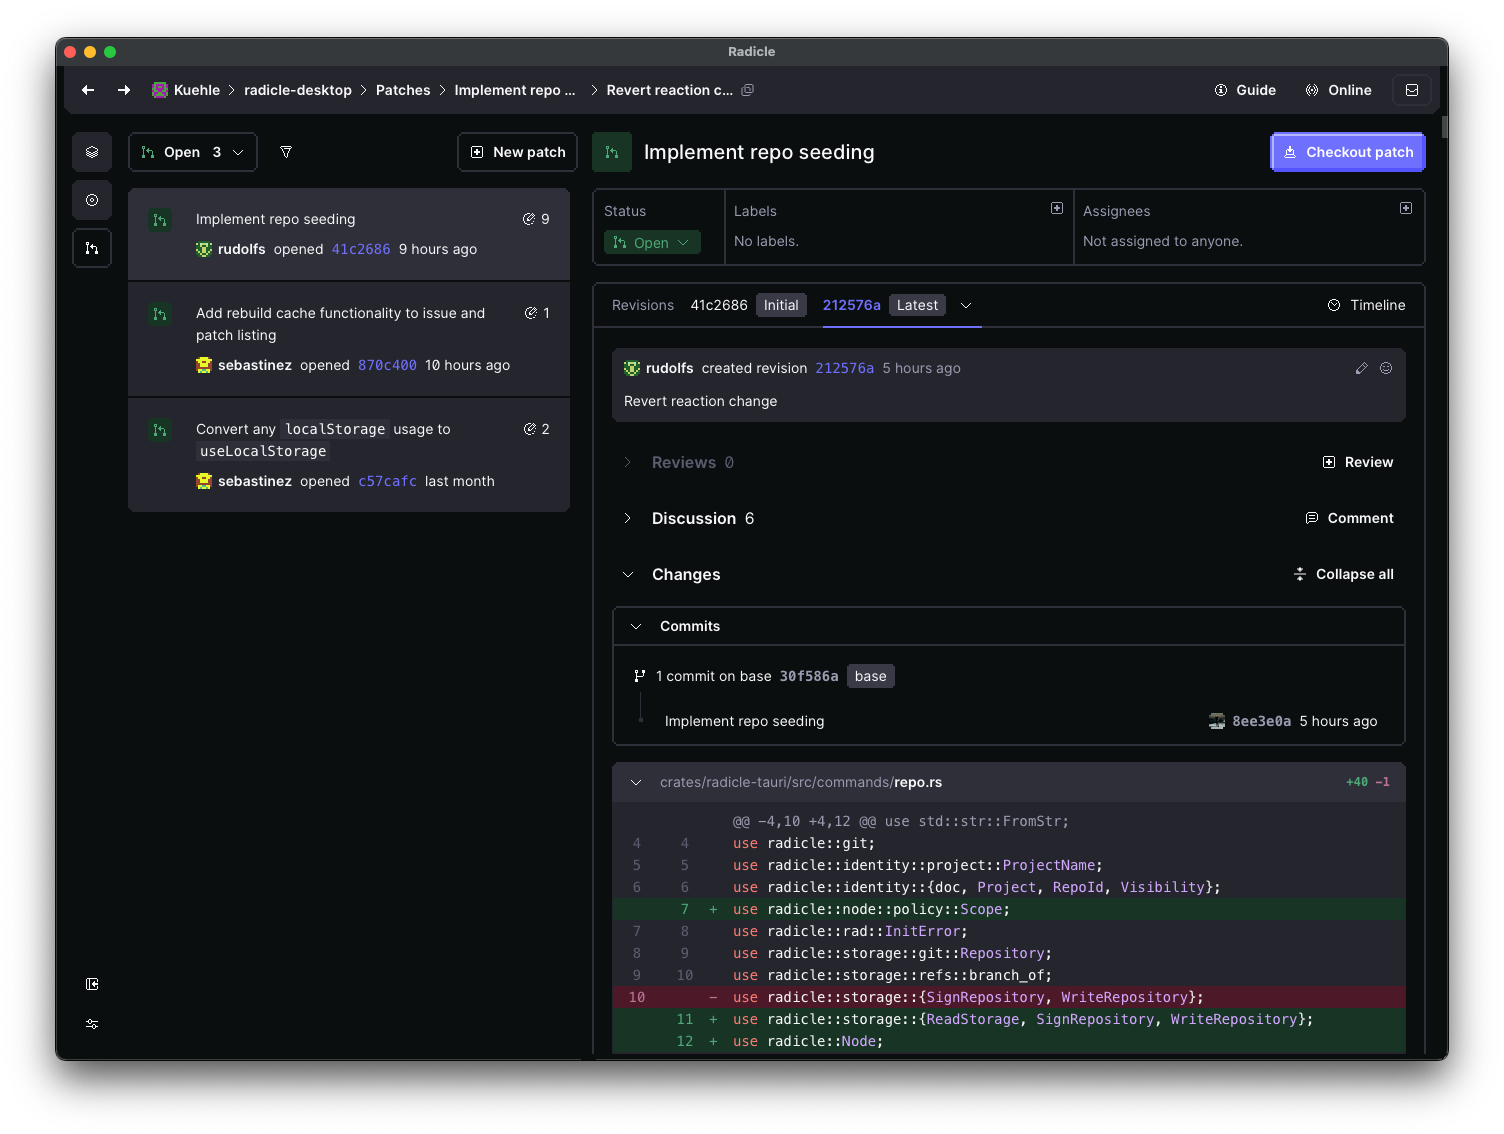 Radicle
Kuehle radicle-desktop Patches Implement repo ... Revert reaction c...
Guide Online
Open 3
New patch
Implement repo seeding
Checkout patch
Implement repo seeding 9
rudolfs opened 41c2686 9 hours ago
Add rebuild cache functionality to issue and 1
patch listing
sebastinez opened 870c400 10 hours ago
Convert any localStorage usage to 2
useLocalStorage
sebastinez opened c57cafc last month
Status
Open
Labels
No labels.
Assignees
Not assigned to anyone.
Revisions 41c2686 Initial 212576a Latest Timeline
rudolfs created revision 212576a 5 hours ago
Revert reaction change
Reviews 0 Review
Discussion 6 Comment
Changes Collapse all
Commits
1 commit on base 30f586a base
Implement repo seeding 8ee3e0a 5 hours ago
crates/radicle-tauri/src/commands/repo.rs +40 -1
@@ -4,10 +4,12 @@ use std::str::FromStr;
4 4 use radicle::git;
5 5 use radicle::identity::project::ProjectName;
6 6 use radicle::identity::{doc, Project, RepoId, Visibility};
7 + use radicle::node::policy::Scope;
7 8 use radicle::rad::InitError;
8 9 use radicle::storage::git::Repository;
9 10 use radicle::storage::refs::branch_of;
10 - use radicle::storage::{SignRepository, WriteRepository};
11 + use radicle::storage::{ReadStorage, SignRepository, WriteRepository};
12 + use radicle::Node;